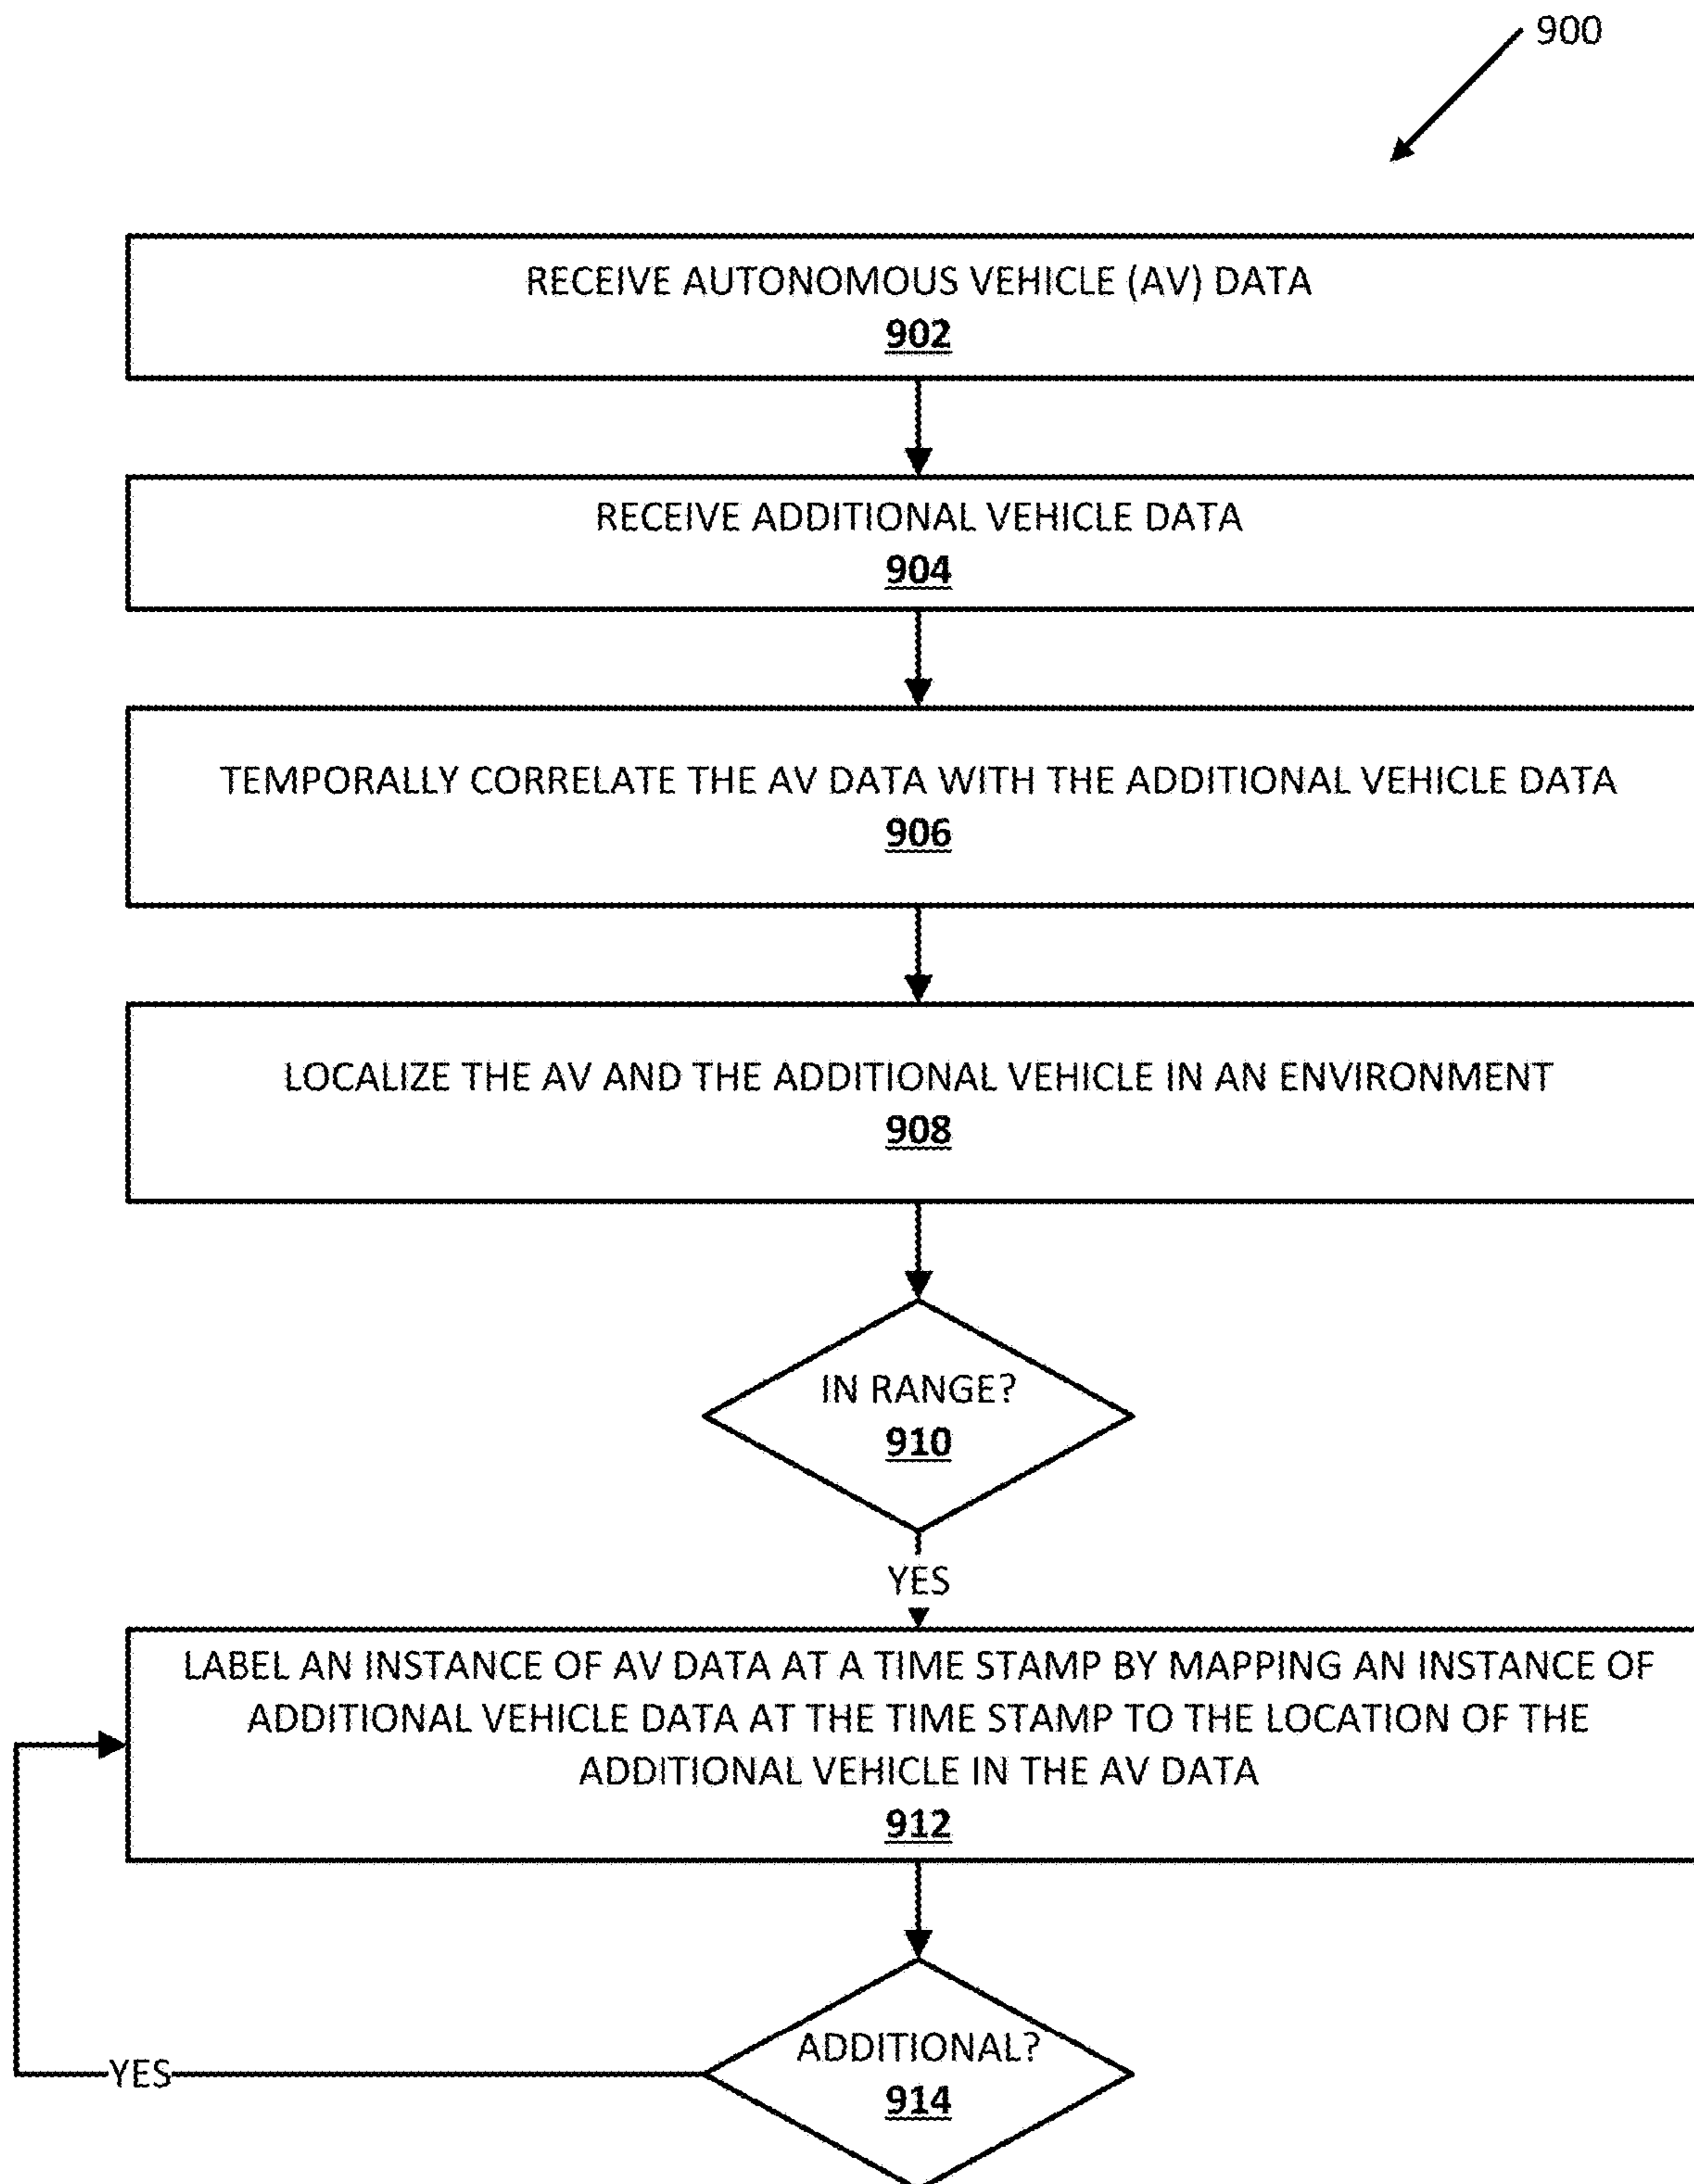 900
RECEIVE AUTONOMOUS VEHICLE (AV) DATA
902
RECEIVE ADDITIONAL VEHICLE DATA
904
TEMPORALLY CORRELATE THE AV DATA WITH THE ADDITIONAL VEHICLE DATA
906
LOCALIZE THE AV AND THE ADDITIONAL VEHICLE IN AN ENVIRONMENT
908
IN RANGE?
910
YES
LABEL AN INSTANCE OF AV DATA AT A TIME STAMP BY MAPPING AN INSTANCE OF
ADDITIONAL VEHICLE DATA AT THE TIME STAMP TO THE LOCATION OF THE
ADDITIONAL VEHICLE IN THE AV DATA
912
ADDITIONAL?
YES
914